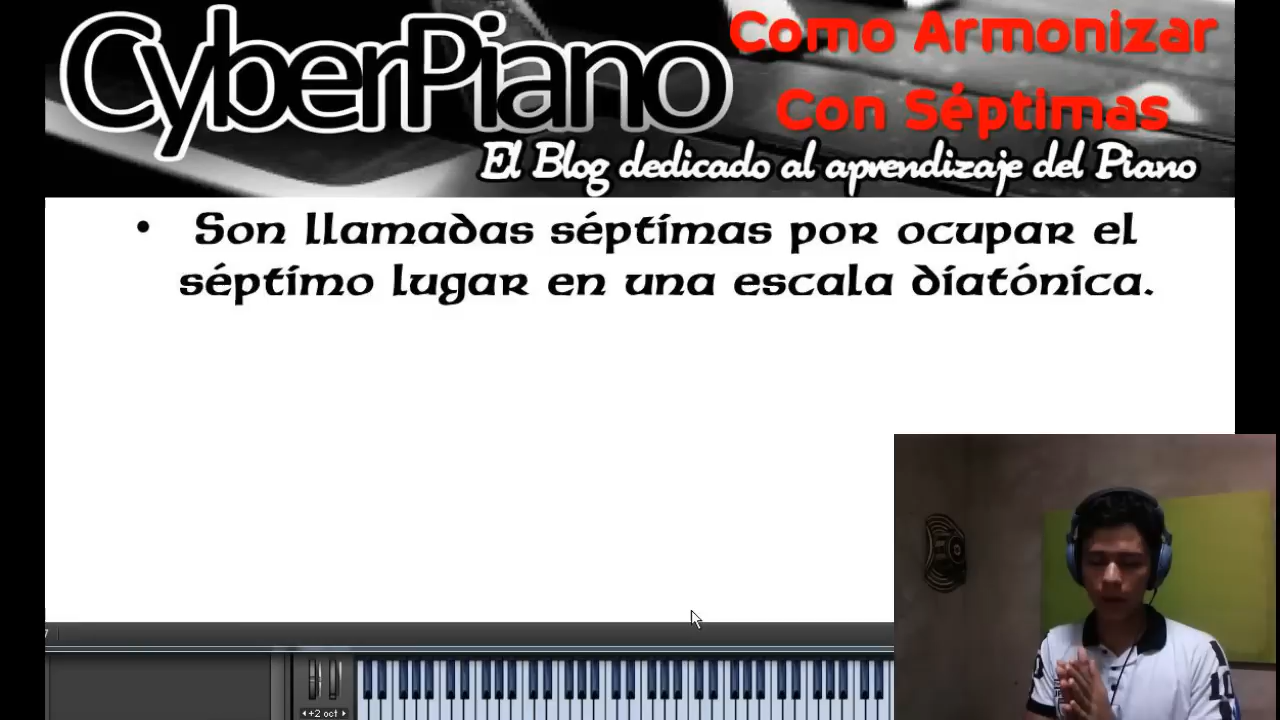 CyberPiano
Como Armonizar
Con Séptimas
El Blog dedicado al aprendizaje del Piano
• Son llamadas séptimas por ocupar el
séptimo lugar en una escala diatónica.
+2 oct
10